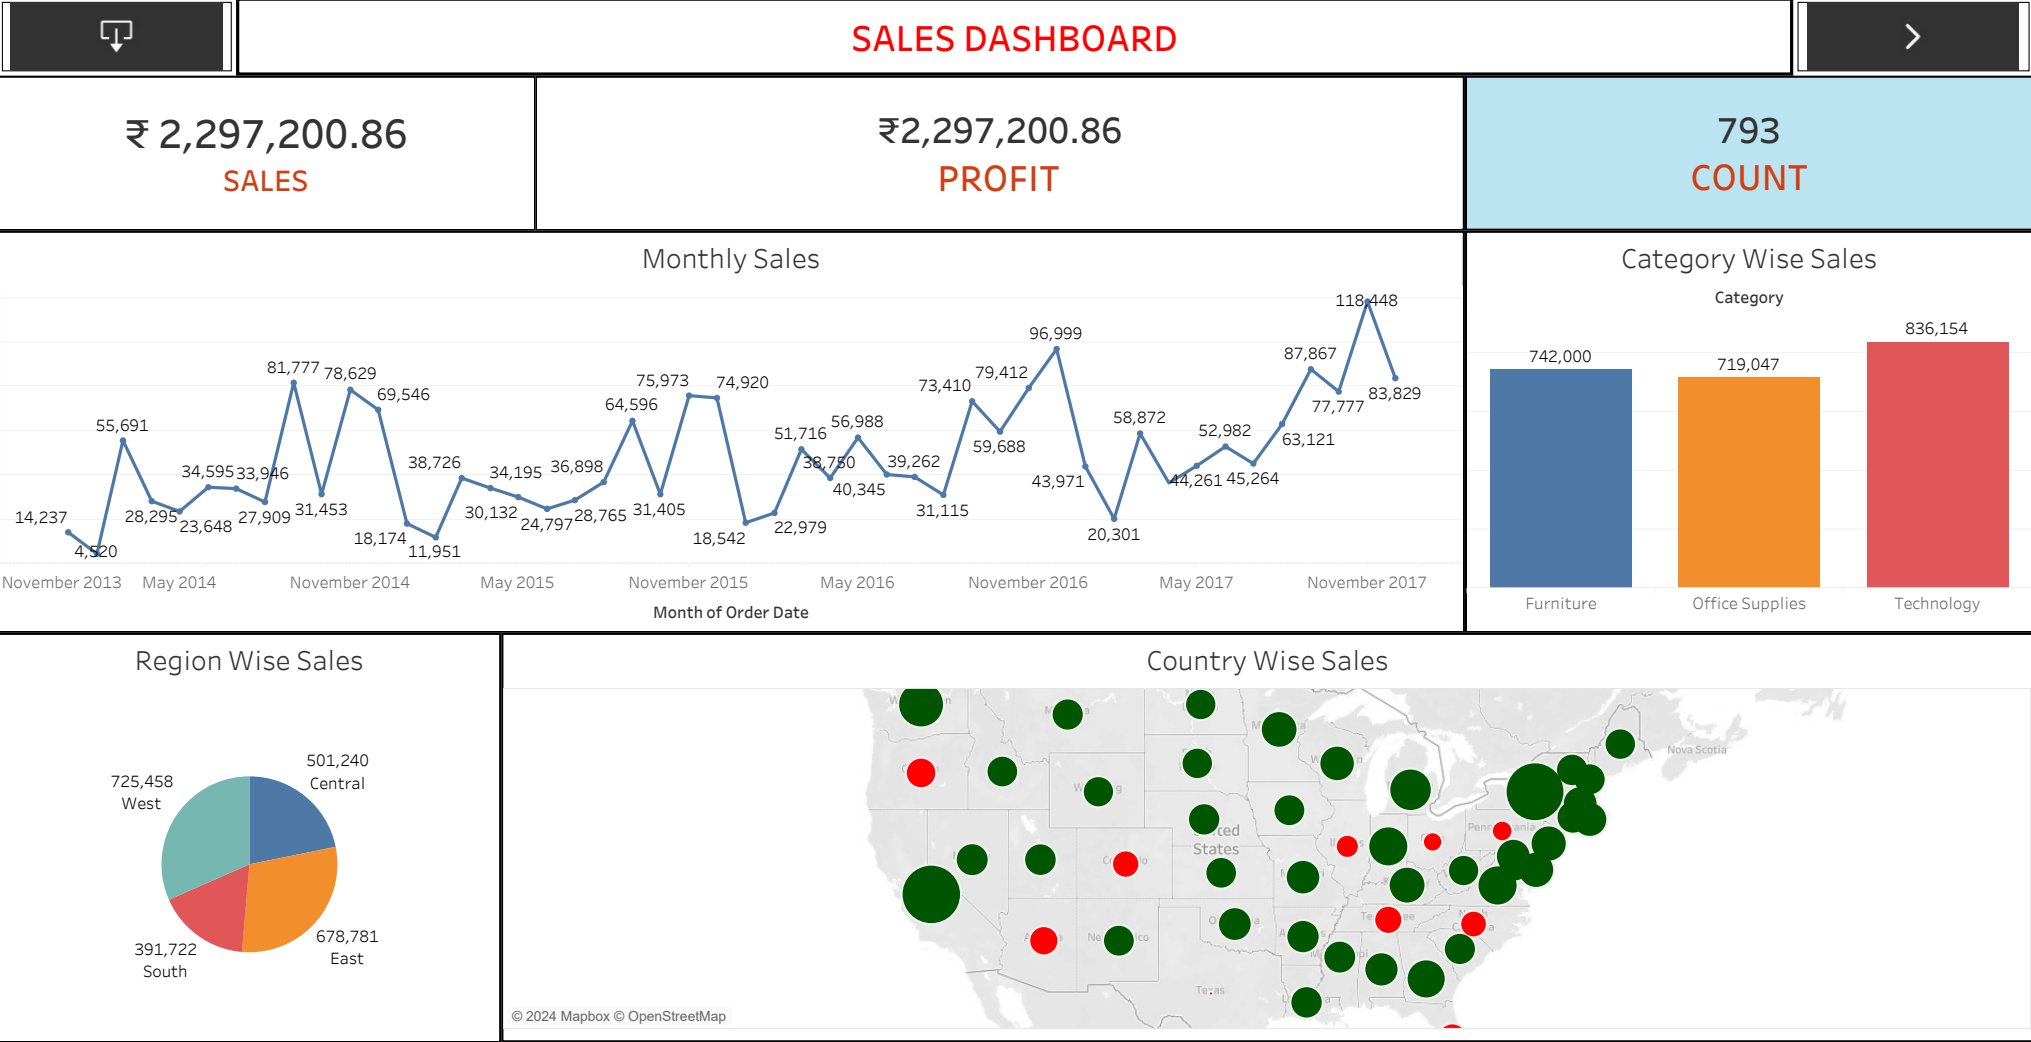 SALES DASHBOARD
₹ 2,297,200.86
SALES
₹2,297,200.86
PROFIT
793
COUNT
Monthly Sales
118,448
96,999
87,867
81,777
78,629
79,412
75,973
74,920
73,410
69,546
83,829
77,777
64,596
55,691
51,716
56,988
59,688
58,872
52,982
63,121
38,726
34,595
33,946
34,195
36,898
38,750
39,262
40,345
43,971
44,261
45,264
14,237
28,295
23,648
27,909
31,453
30,132
24,797
28,765
31,405
31,115
4,520
18,174
11,951
18,542
22,979
20,301
November 2013
May 2014
November 2014
May 2015
November 2015
May 2016
November 2016
May 2017
November 2017
Month of Order Date
Category Wise Sales
Category
742,000
719,047
836,154
Furniture
Office Supplies
Technology
Region Wise Sales
501,240
Central
725,458
West
391,722
South
678,781
East
Country Wise Sales
Nova Scotia
States
Texas
© 2024 Mapbox © OpenStreetMap